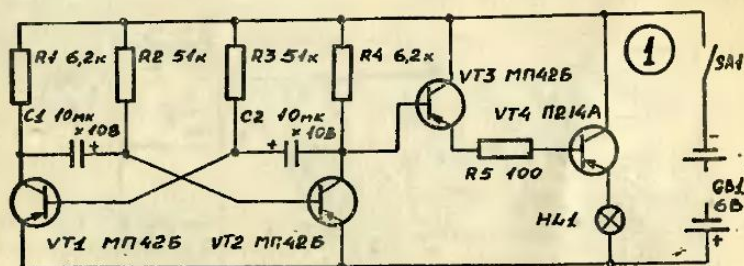 R1 6,2к
R2 51к
R3 51к
R4 6,2к
1
SA1
C1 10мк
×10В
+
C2 10мк
×10В
+
VT3 МП42Б
VT4 П214А
R5 100
HL1
-
GB1
6В
+
VT1 МП42Б
VT2 МП42Б